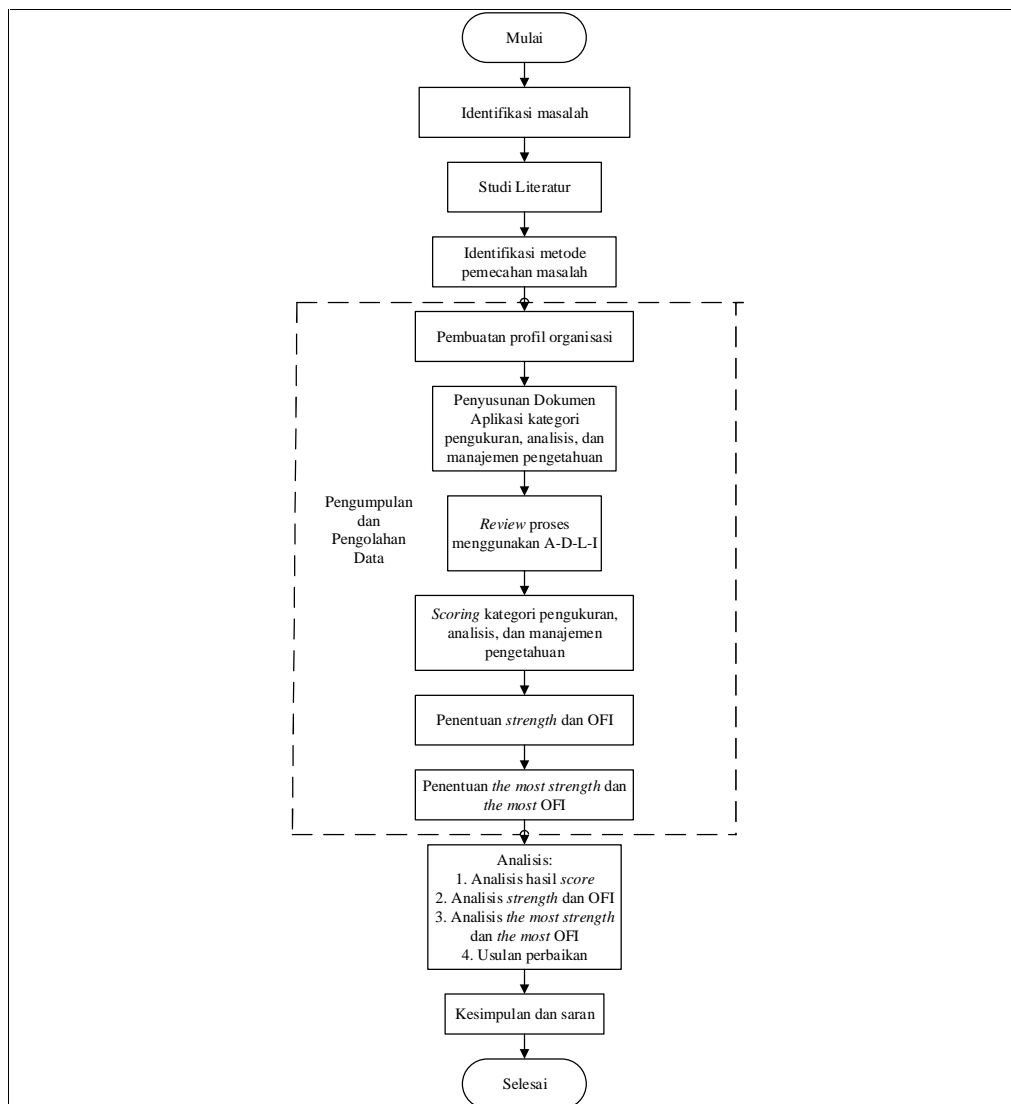 Mulai
Identifikasi masalah
Studi Literatur
Identifikasi metode
pemecahan masalah
Pembuatan profil organisasi
Penyusunan Dokumen
Aplikasi kategori
pengukuran, analisis, dan
manajemen pengetahuan
Pengumpulan
dan
Pengolahan
Data
Review proses
menggunakan A-D-L-I
Scoring kategori pengukuran,
analisis, dan manajemen
pengetahuan
Penentuan strength dan OFI
Penentuan the most strength dan
the most OFI
Analisis:
1. Analisis hasil score
2. Analisis strength dan OFI
3. Analisis the most strength
dan the most OFI
4. Usulan perbaikan
Kesimpulan dan saran
Selesai